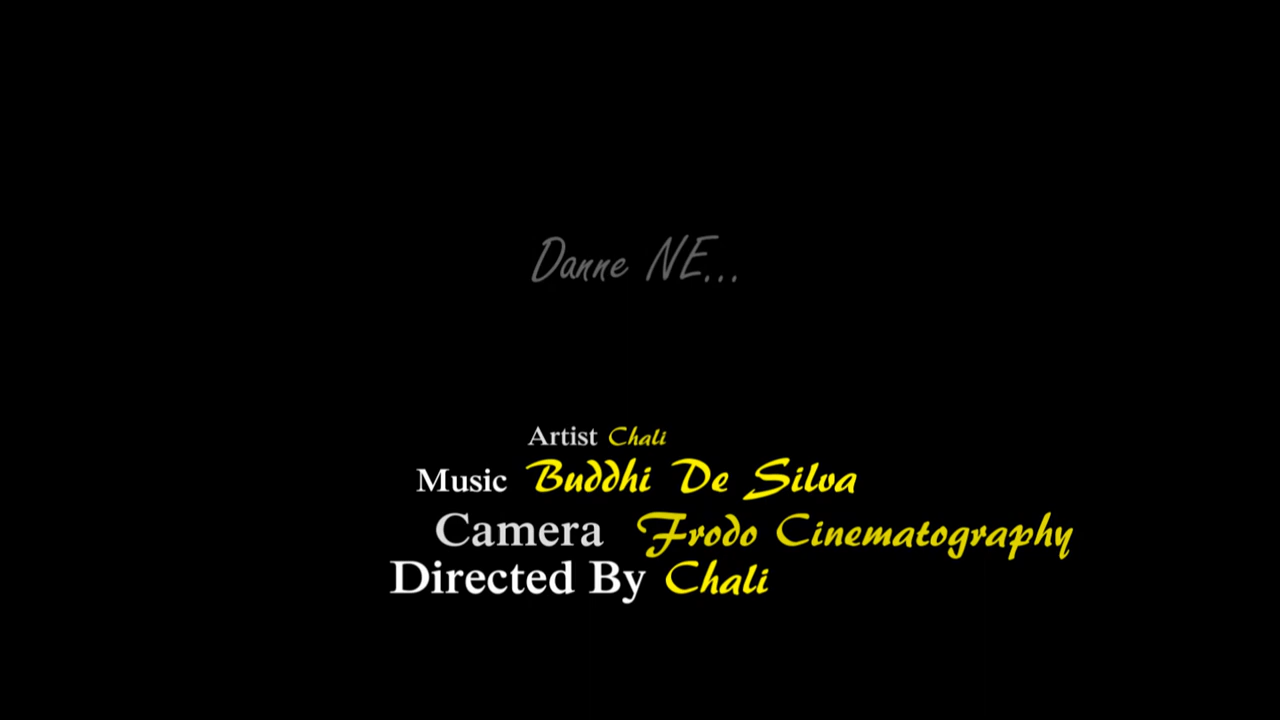 Danne NE...
Artist Chali
Music Buddhi De Silva
Camera Frodo Cinematography
Directed By Chali